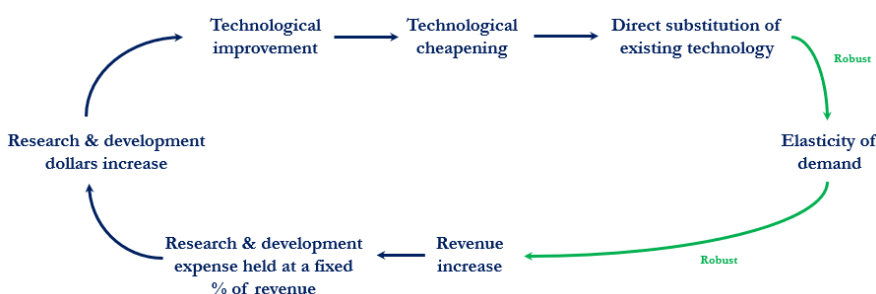 Technological
improvement
Technological
cheapening
Direct substitution of
existing technology
Robust
Elasticity of
demand
Robust
Revenue
increase
Research & development
expense held at a fixed
% of revenue
Research & development
dollars increase